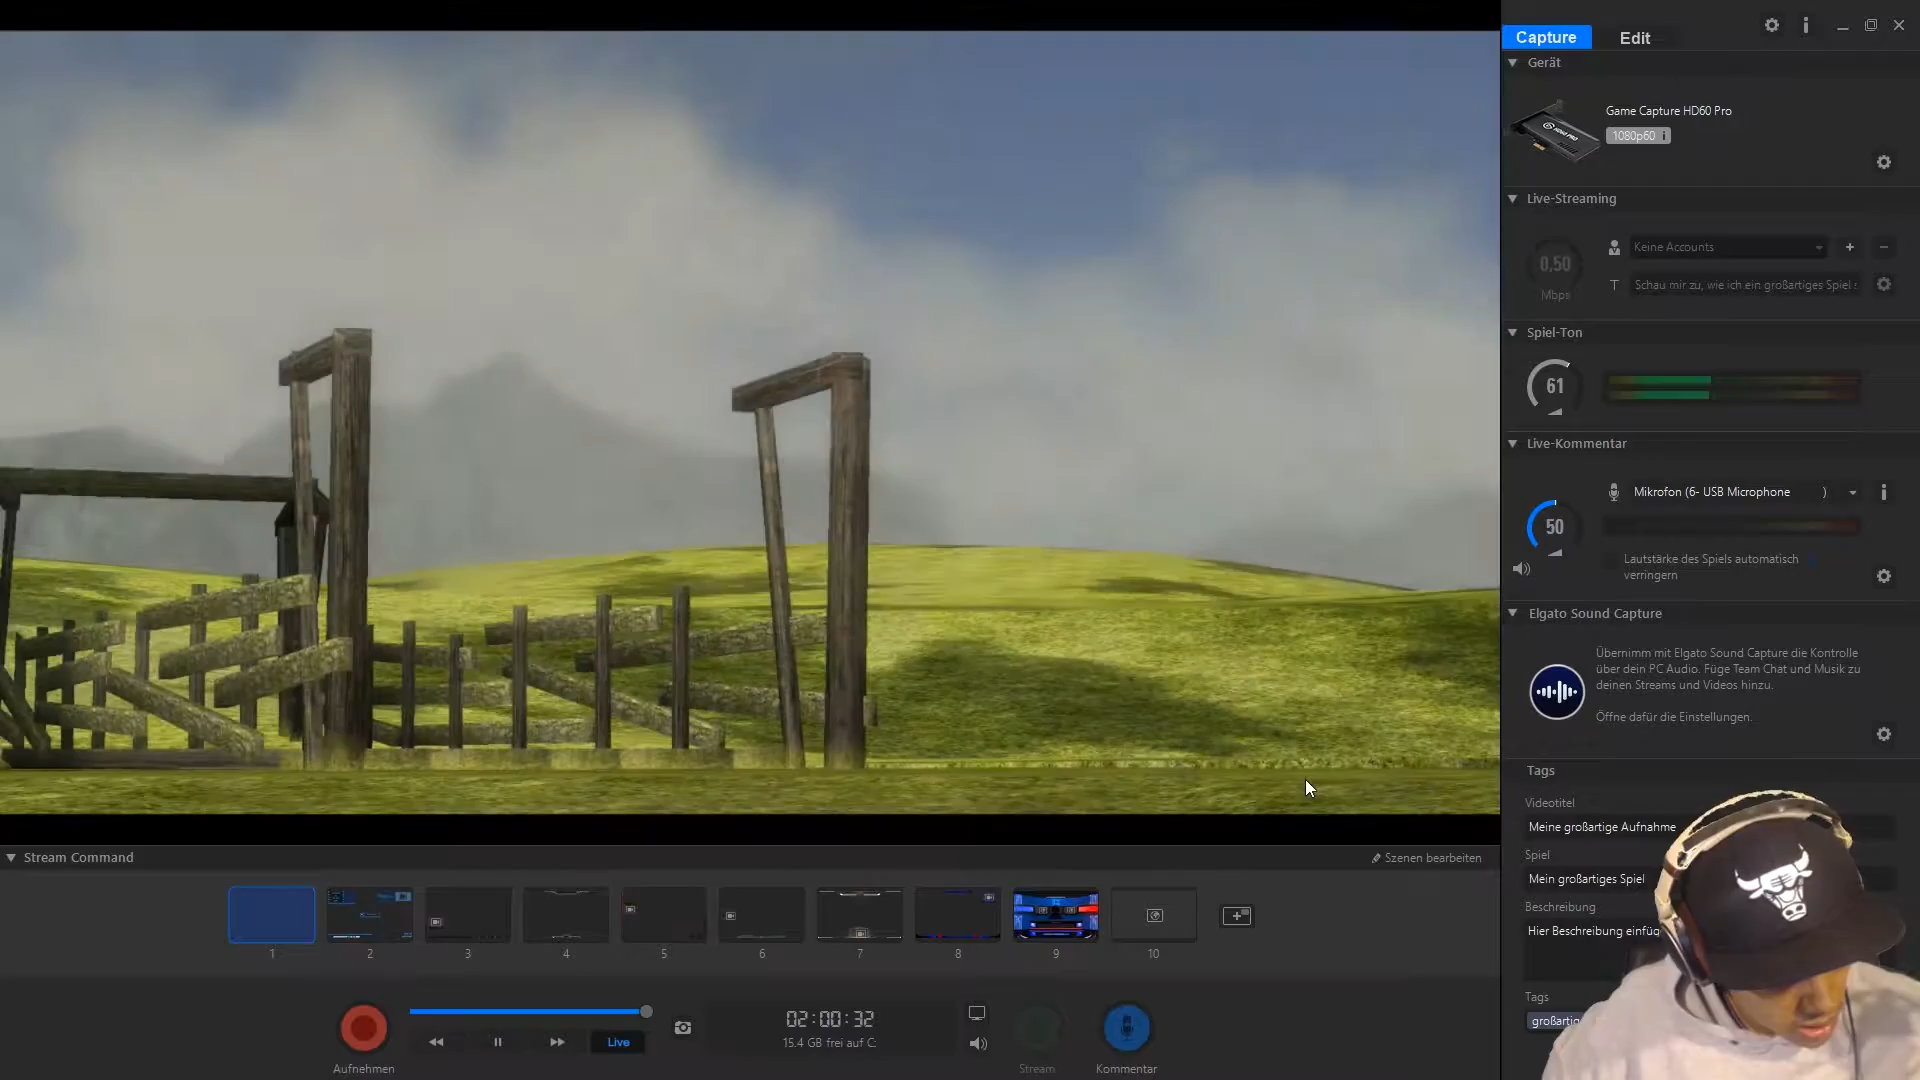 Capture
Edit
Gerät
Game Capture HD60 Pro
1080p60
Live-Streaming
0,50
Mbps
Keine Accounts
T
Schau mir zu, wie ich ein großartiges Spiel
Spiel-Ton
61
Live-Kommentar
Mikrofon (6- USB Microphone )
50
Lautstärke des Spiels automatisch
verringern
Elgato Sound Capture
Übernimm mit Elgato Sound Capture die Kontrolle
über dein PC Audio. Füge Team Chat und Musik zu
deinen Streams und Videos hinzu.
Öffne dafür die Einstellungen.
Tags
Videotitel
Meine großartige Aufnahme
Spiel
Mein großartiges Spiel
Beschreibung
Hier Beschreibung einfüg
Tags
großartig
Stream Command
Szenen bearbeiten
1 2 3 4 5 6 7 8 9 10
Aufnehmen
Live
02:00:32
15.4 GB frei auf C:
Stream
Kommentar